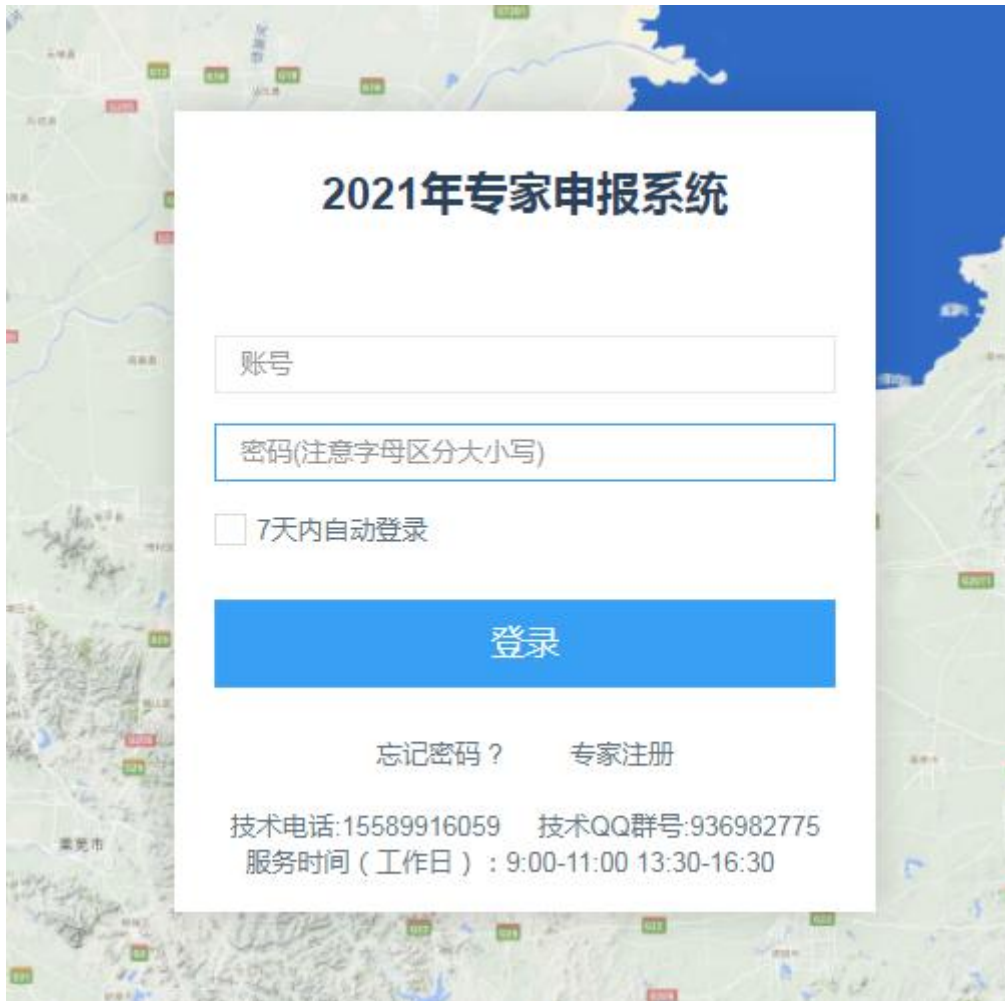 2021年专家申报系统
账号
密码(注意字母区分大小写)
7天内自动登录
登录
忘记密码？ 专家注册
技术电话:15589916059 技术QQ群号:936982775
服务时间（工作日）：9:00-11:00 13:30-16:30
莱芜市